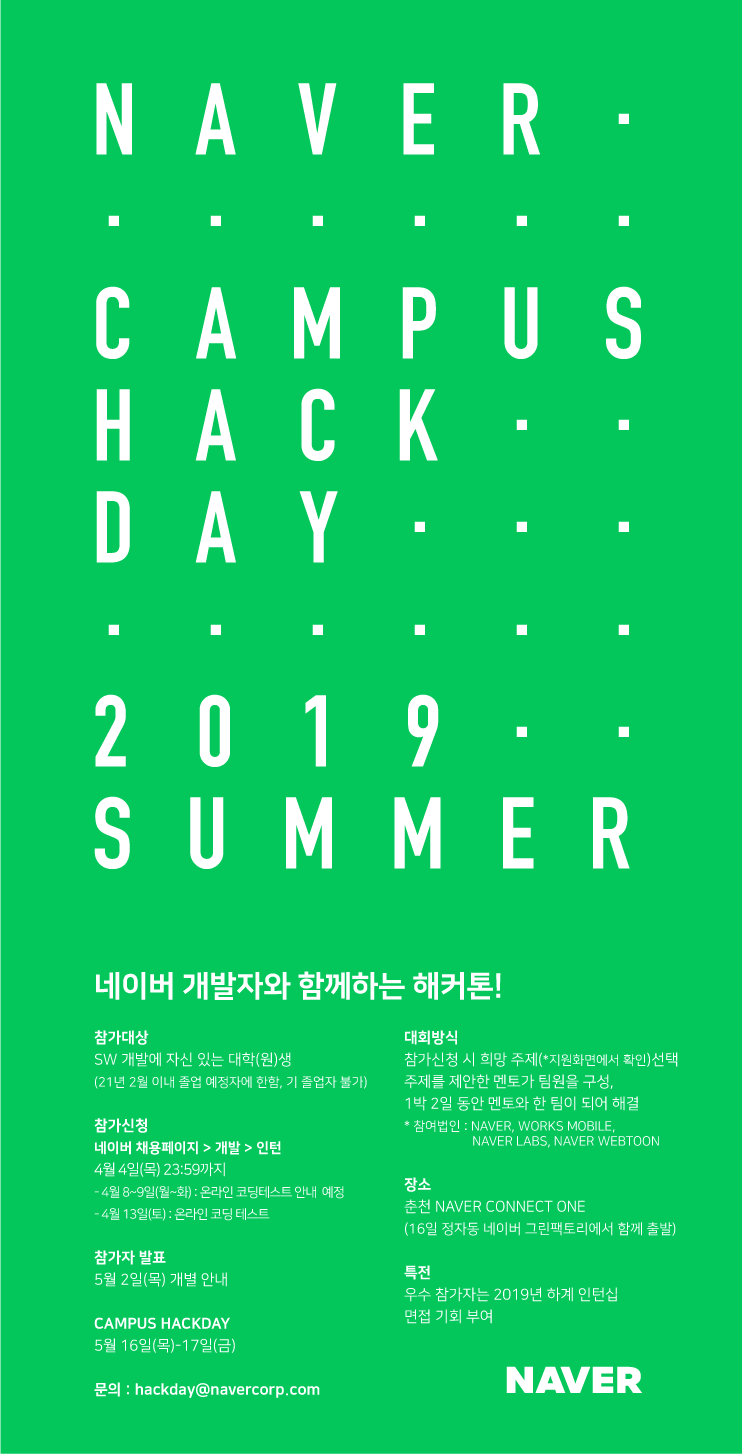 NAVER
CAMPUS
HACK
DAY
2019
SUMMER
네이버 개발자와 함께하는 해커톤!
참가대상
SW 개발에 자신 있는 대학(원)생
(21년 2월 이내 졸업 예정자에 한함, 기 졸업자 불가)
참가신청
네이버 채용페이지 > 개발 > 인턴
4월 4일(목) 23:59까지
- 4월 8~9일(월~화) : 온라인 코딩테스트 안내 예정
- 4월 13일(토) : 온라인 코딩 테스트
참가자 발표
5월 2일(목) 개별 안내
CAMPUS HACKDAY
5월 16일(목)-17일(금)
문의 : hackday@navercorp.com
대회방식
참가신청 시 희망 주제(*지원화면에서 확인)선택
주제를 제안한 멘토가 팀원을 구성,
1박 2일 동안 멘토와 한 팀이 되어 해결
* 참여법인 : NAVER, WORKS MOBILE,
NAVER LABS, NAVER WEBTOON
장소
춘천 NAVER CONNECT ONE
(16일 정자동 네이버 그린팩토리에서 함께 출발)
특전
우수 참가자는 2019년 하계 인턴십
면접 기회 부여
NAVER